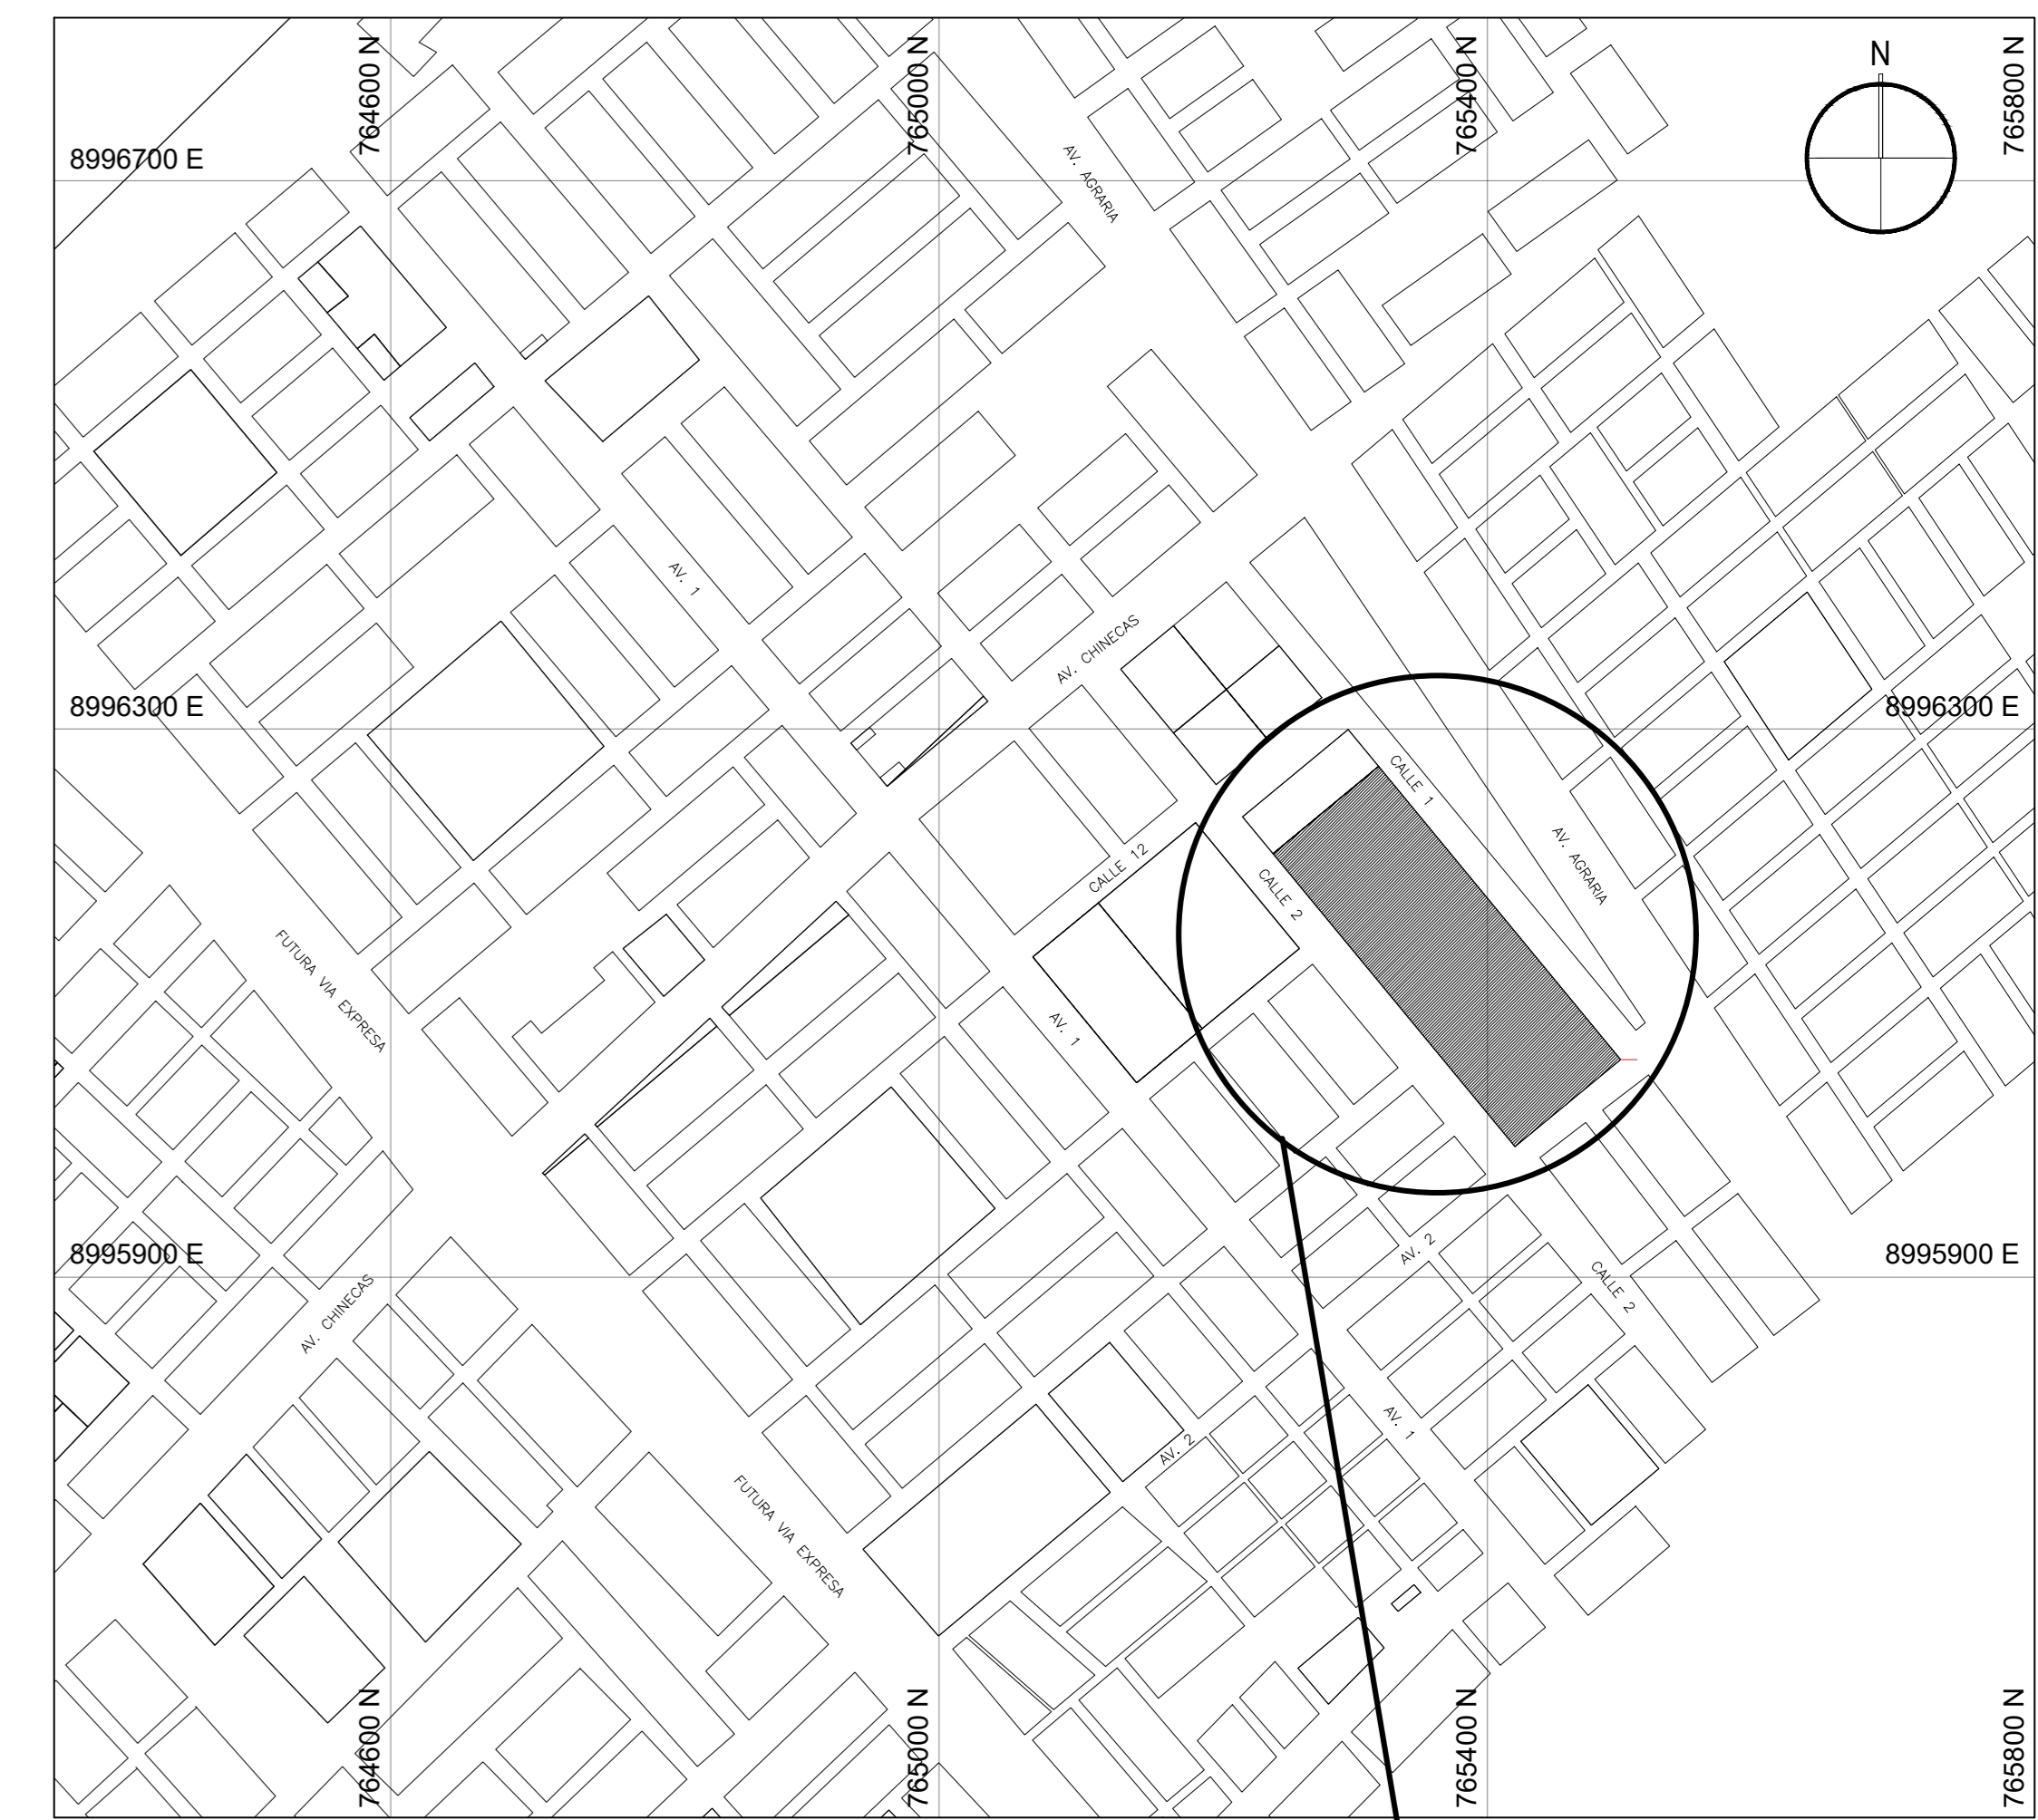 764600 N
765000 N
765400 N
765800 N
N
8996700 E
AV. AGRARIA
AV. 1
AV. CHINECAS
8996300 E
8996300 E
CALLE 1
AV. AGRARIA
CALLE 12
CALLE 2
FUTURA VIA EXPRESA
AV. 1
8995900 E
AV. 2
8995900 E
CALLE 2
AV. CHINECAS
AV. 1
AV. 2
FUTURA VIA EXPRESA
764600 N
765000 N
765400 N
765800 N